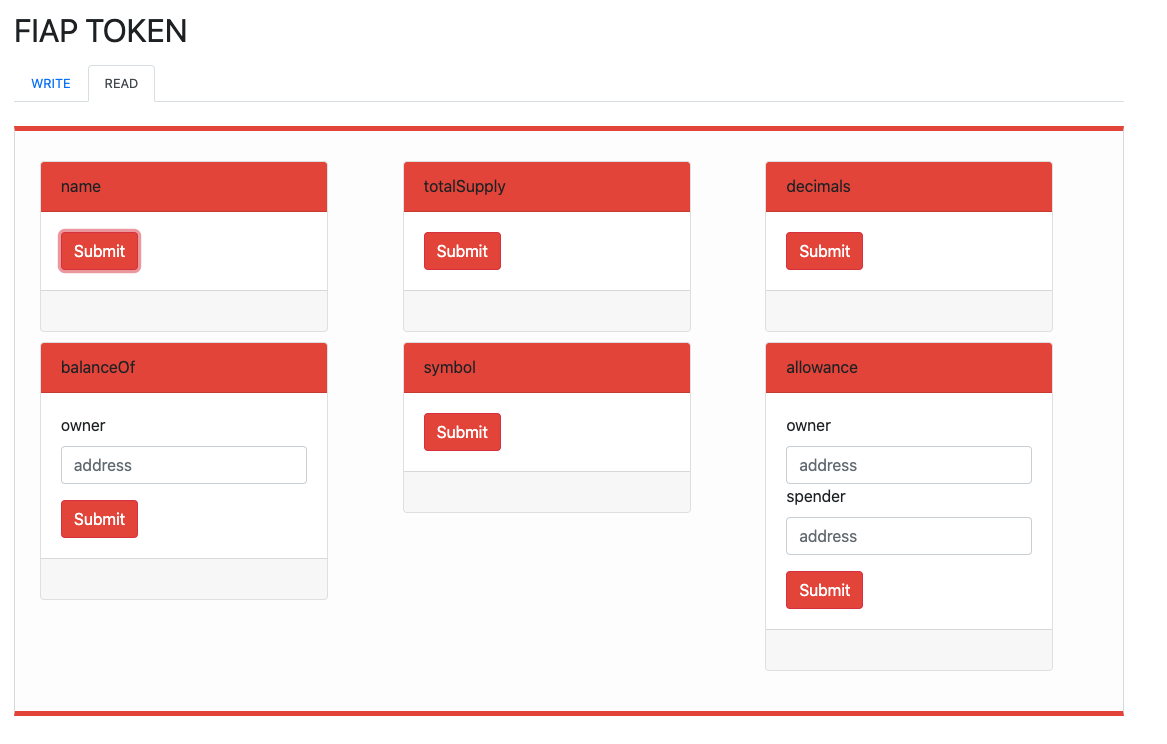 FIAP TOKEN
WRITE READ
name totalSupply decimals
Submit Submit Submit
balanceOf symbol allowance
owner owner
Submit
address address
spender
Submit address
Submit